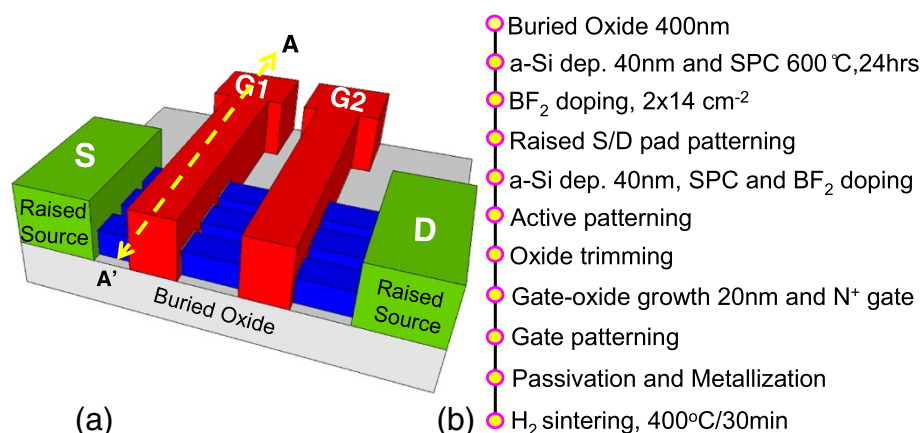 A
G1
G2
S
Raised
Source
D
Raised
Source
A'
Buried Oxide
(a)
(b)
Buried Oxide 400nm
a-Si dep. 40nm and SPC 600 ℃,24hrs
BF₂ doping, 2x14 cm⁻²
Raised S/D pad patterning
a-Si dep. 40nm, SPC and BF₂ doping
Active patterning
Oxide trimming
Gate-oxide growth 20nm and N⁺ gate
Gate patterning
Passivation and Metallization
H₂ sintering, 400ºC/30min